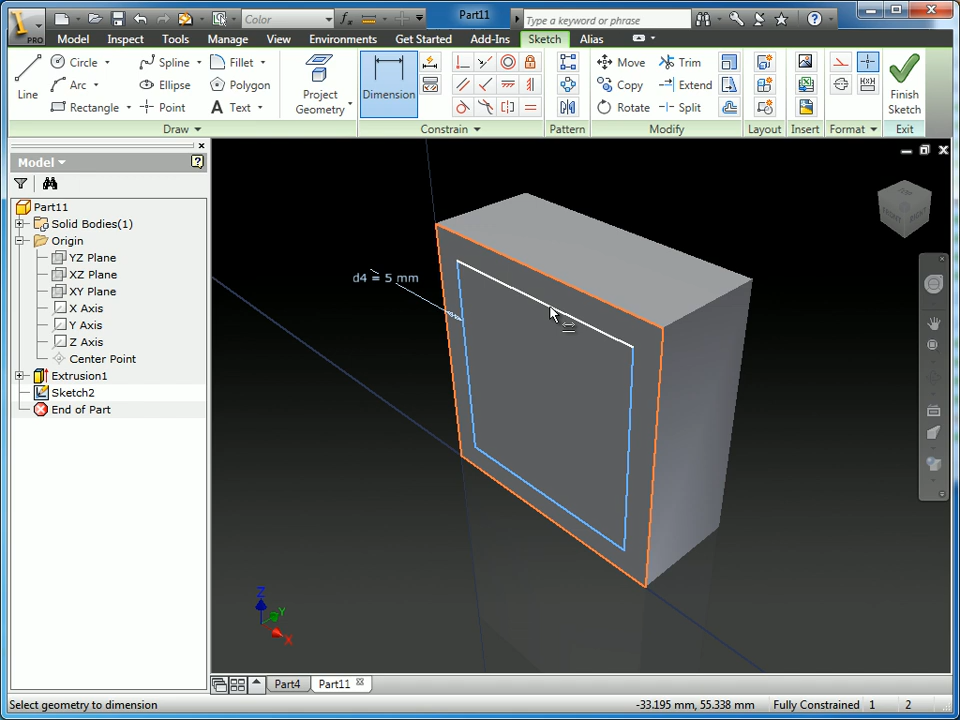 PRO
Color
Part11
Type a keyword or phrase
Model Inspect Tools Manage View Environments Get Started Add-Ins Sketch Alias
Line
Circle
Arc
Rectangle
Spline
Ellipse
Point
Fillet
Polygon
Text
Project
Geometry
Dimension
Move
Copy
Rotate
Trim
Extend
Split
Finish
Sketch
Draw
Constrain
Pattern
Modify
Layout
Insert
Format
Exit
Model
Part11
Solid Bodies(1)
Origin
YZ Plane
XZ Plane
XY Plane
X Axis
Y Axis
Z Axis
Center Point
Extrusion1
Sketch2
End of Part
d4 = 5 mm
FRONT
RIGHT
Z
Y
X
Part4
Part11
Select geometry to dimension
-33.195 mm, 55.338 mm
Fully Constrained
1
2